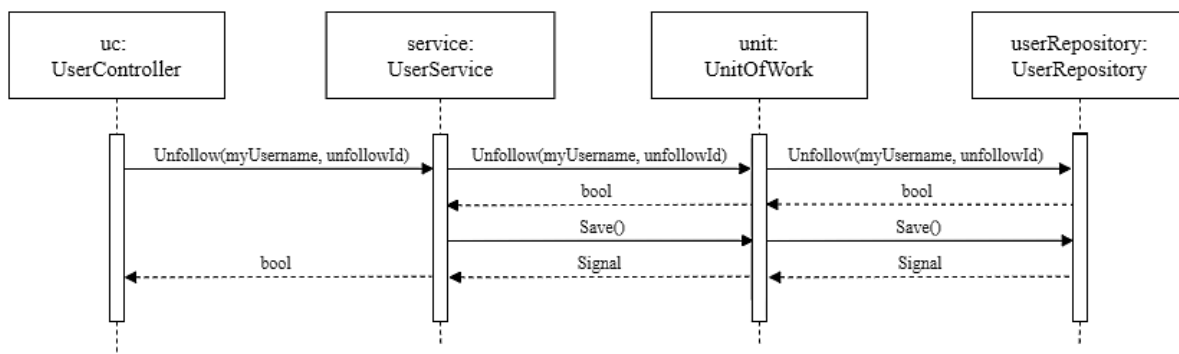 uc:
UserController
service:
UserService
unit:
UnitOfWork
userRepository:
UserRepository
Unfollow(myUsername, unfollowId)
Unfollow(myUsername, unfollowId)
Unfollow(myUsername, unfollowId)
bool
bool
Save()
Save()
bool
Signal
Signal